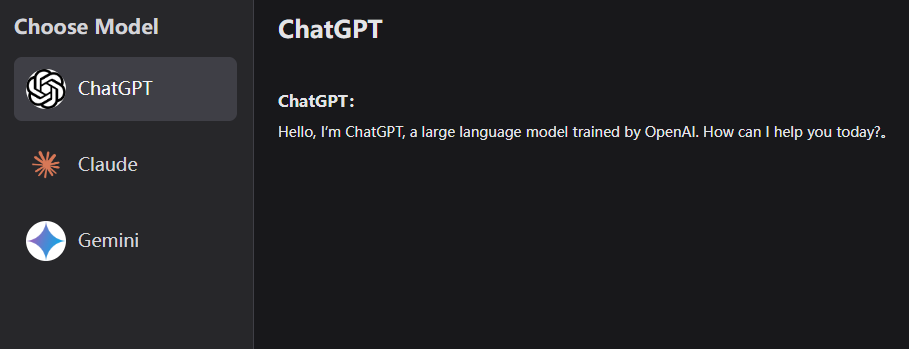 Choose Model
ChatGPT
Claude
Gemini
ChatGPT
ChatGPT：
Hello, I’m ChatGPT, a large language model trained by OpenAI. How can I help you today?。